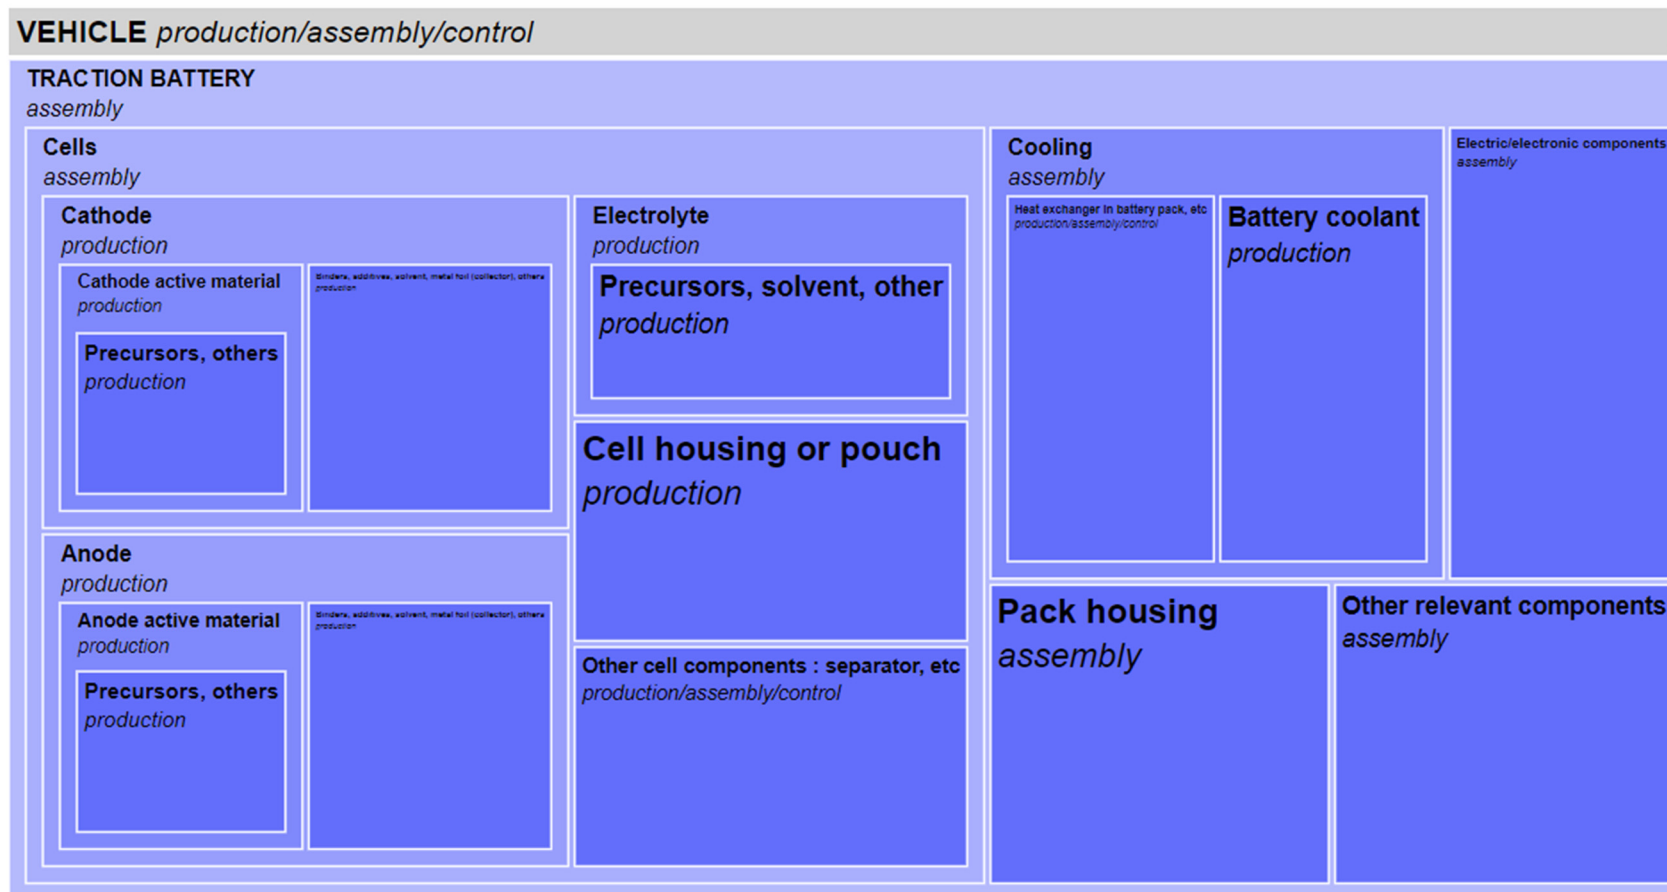 VEHICLE production/assembly/control
TRACTION BATTERY
assembly
Cells
assembly
Cathode
production
Cathode active material
production
Precursors, others
production
Binders, additives, solvent, metal foil (collector), others
production
Anode
production
Anode active material
production
Precursors, others
production
Binders, additives, solvent, metal foil (collector), others
production
Electrolyte
production
Precursors, solvent, other
production
Cell housing or pouch
production
Other cell components : separator, etc
production/assembly/control
Cooling
assembly
Heat exchanger in battery pack, etc
production/assembly/control
Battery coolant
production
Electric/electronic components
assembly
Pack housing
assembly
Other relevant components
assembly